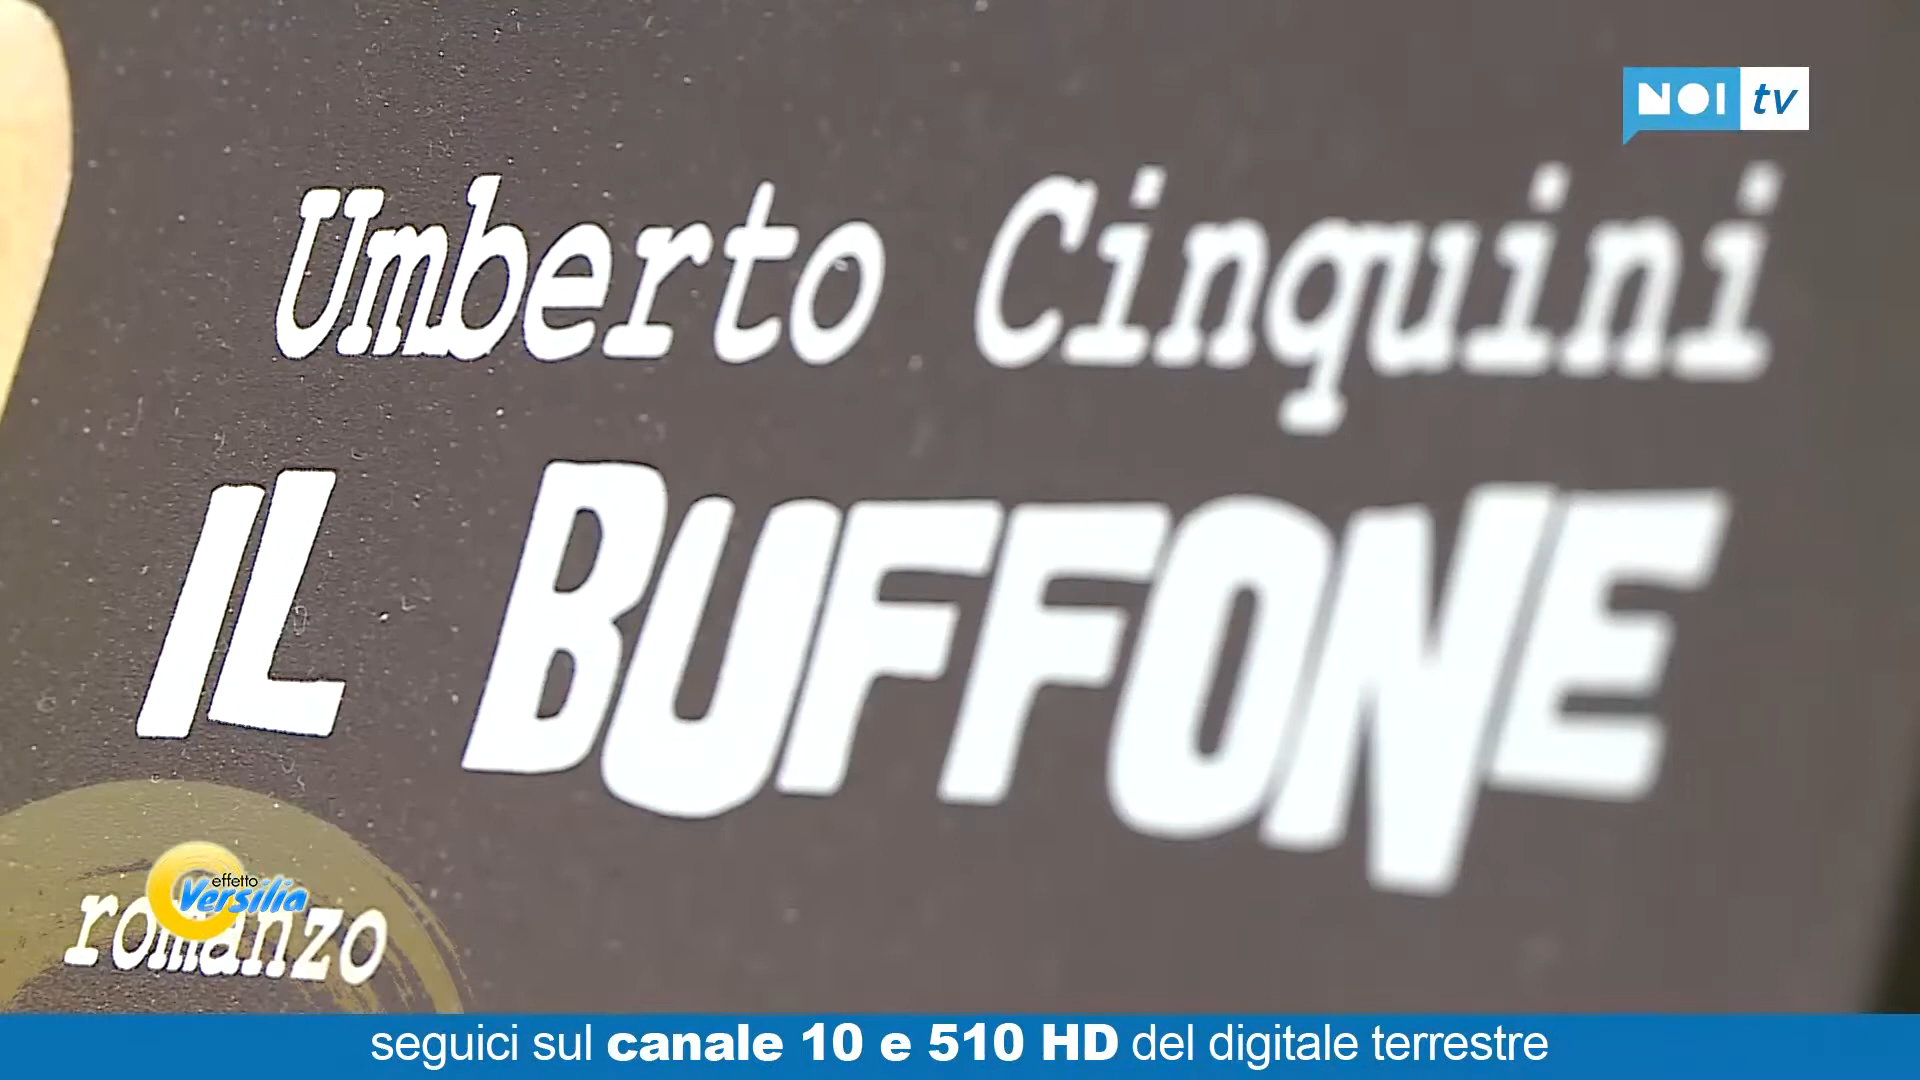 NOI tv
Umberto Cinquini
IL BUFFONE
effetto
Versilia
romanzo
seguici sul canale 10 e 510 HD del digitale terrestre